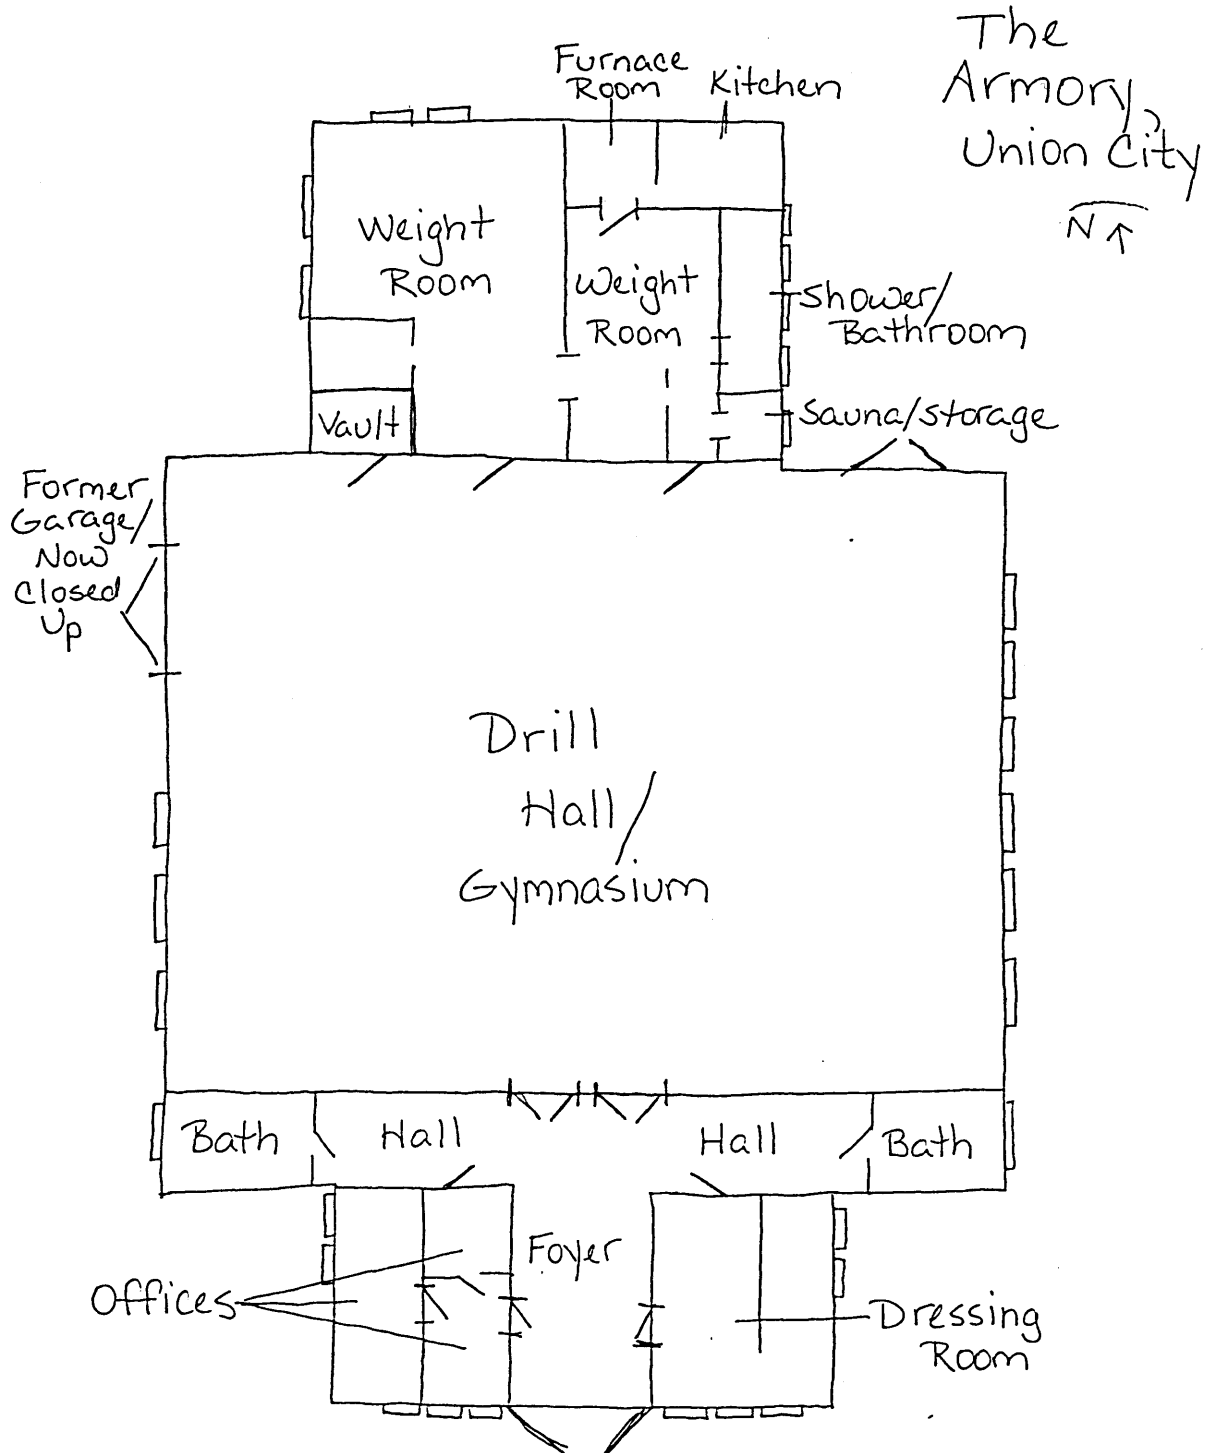 The
Armory,
Union City
N ↑
Furnace
Room
Kitchen
Weight
Room
Weight
Room
Shower/
Bathroom
Vault
Sauna/storage
Former
Garage/
Now
Closed
Up
Drill
Hall/
Gymnasium
Bath
Hall
Hall
Bath
Foyer
Offices
Dressing
Room